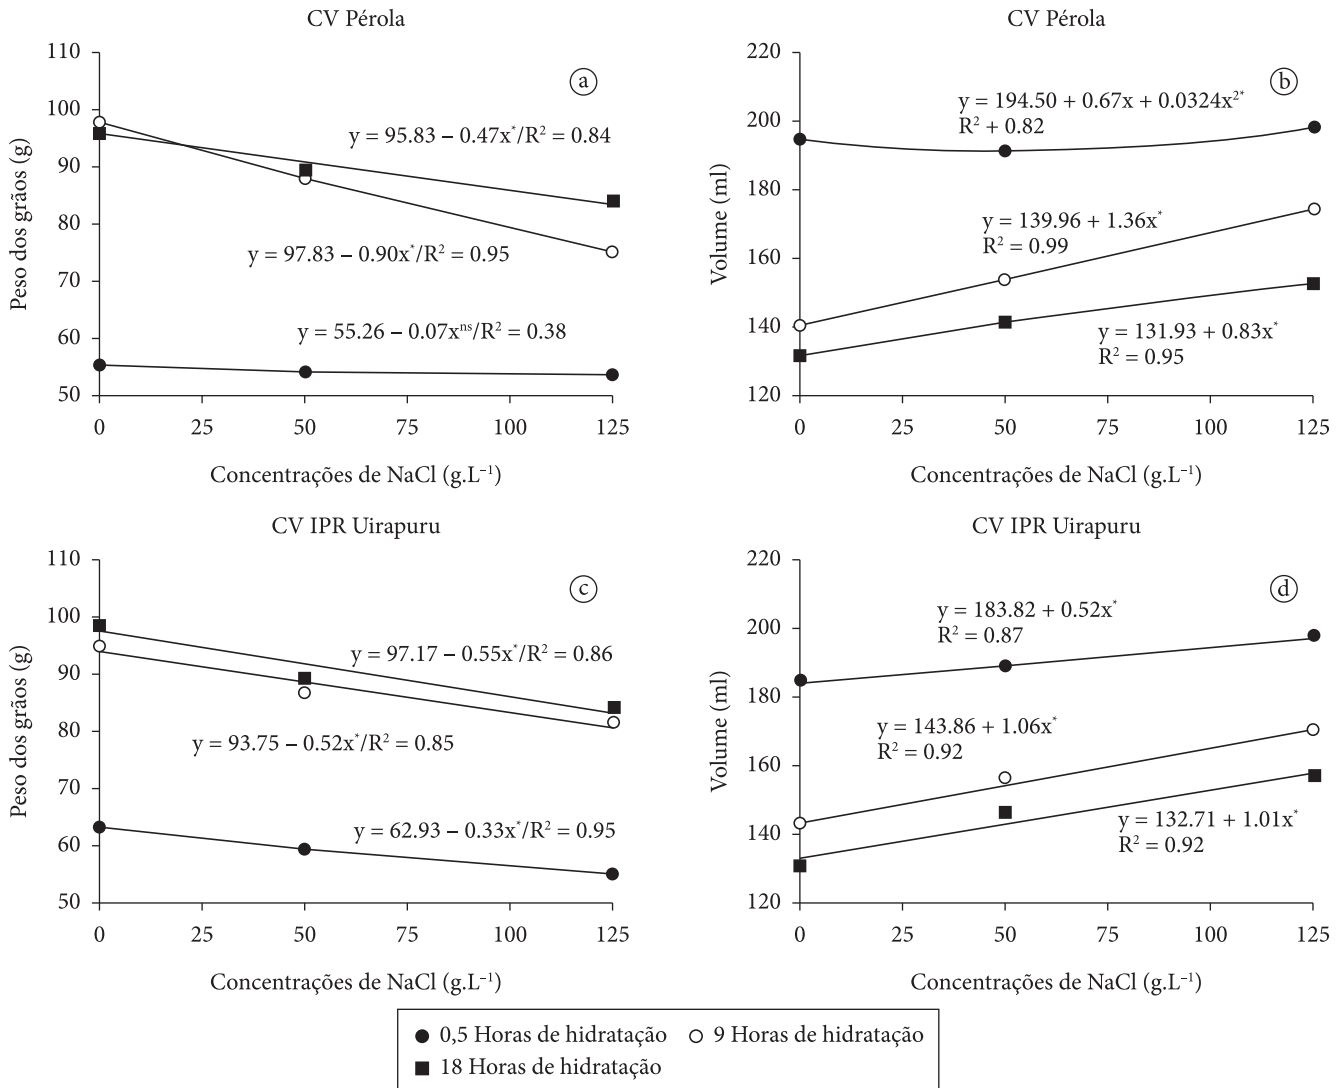 CV Pérola
110
100
90
80
70
60
50
Peso dos grãos (g)
a
y = 95.83 – 0.47x*/R² = 0.84
y = 97.83 – 0.90x*/R² = 0.95
y = 55.26 – 0.07xⁿˢ/R² = 0.38
0 25 50 75 100 125
Concentrações de NaCl (g.L⁻¹)
CV Pérola
220
200
180
160
140
120
Volume (ml)
b
y = 194.50 + 0.67x + 0.0324x²*
R² + 0.82
y = 139.96 + 1.36x*
R² = 0.99
y = 131.93 + 0.83x*
R² = 0.95
0 25 50 75 100 125
Concentrações de NaCl (g.L⁻¹)
CV IPR Uirapuru
110
100
90
80
70
60
50
Peso dos grãos (g)
c
y = 97.17 – 0.55x*/R² = 0.86
y = 93.75 – 0.52x*/R² = 0.85
y = 62.93 – 0.33x*/R² = 0.95
0 25 50 75 100 125
Concentrações de NaCl (g.L⁻¹)
CV IPR Uirapuru
220
200
180
160
140
120
Volume (ml)
d
y = 183.82 + 0.52x*
R² = 0.87
y = 143.86 + 1.06x*
R² = 0.92
y = 132.71 + 1.01x*
R² = 0.92
0 25 50 75 100 125
Concentrações de NaCl (g.L⁻¹)
0,5 Horas de hidratação 9 Horas de hidratação
18 Horas de hidratação